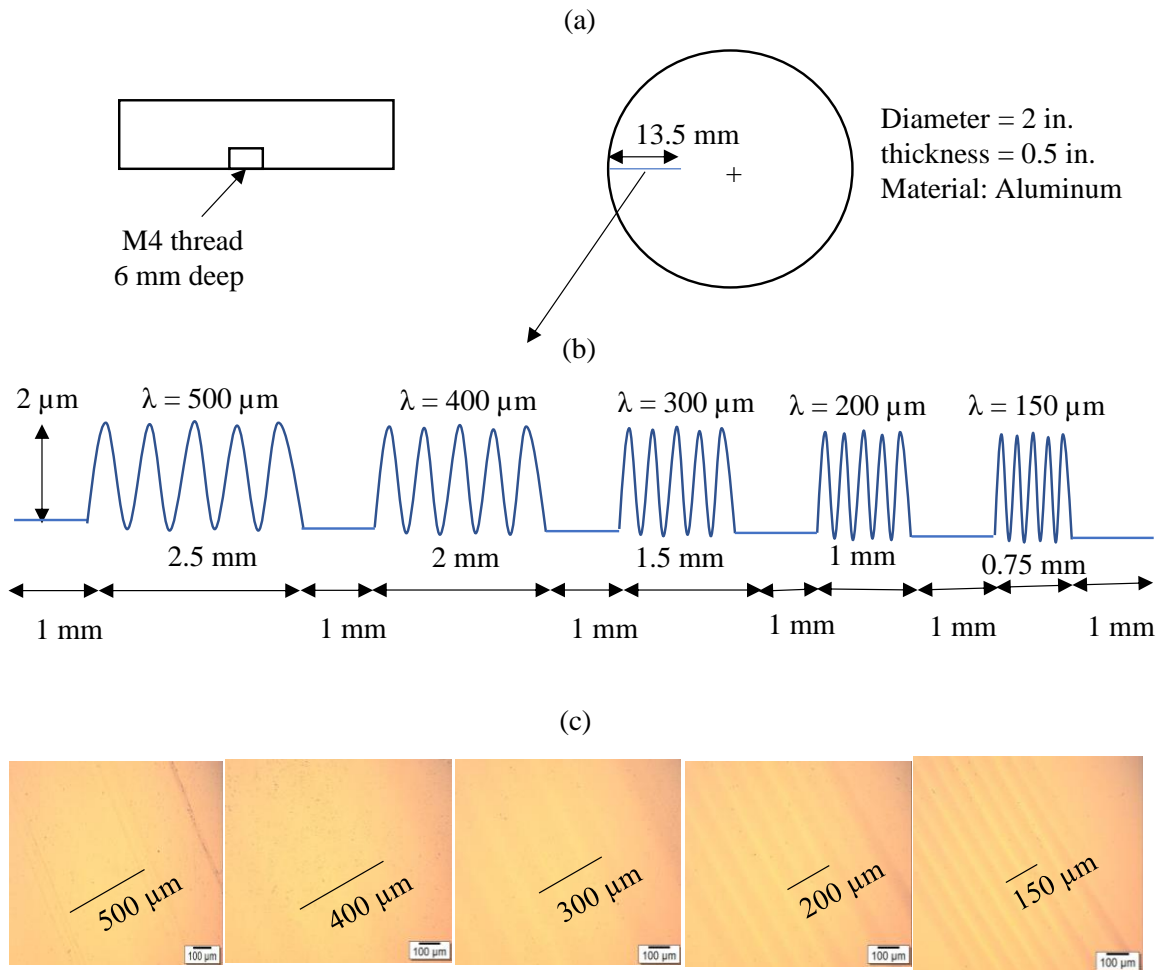 (a)
13.5 mm
Diameter = 2 in.
thickness = 0.5 in.
Material: Aluminum
M4 thread
6 mm deep
(b)
2 µm
λ = 500 µm
λ = 400 µm
λ = 300 µm
λ = 200 µm
λ = 150 µm
2.5 mm
2 mm
1.5 mm
1 mm
0.75 mm
1 mm
1 mm
1 mm
1 mm
1 mm
1 mm
(c)
500 µm
400 µm
300 µm
200 µm
150 µm
100 µm
100 µm
100 µm
100 µm
100 µm